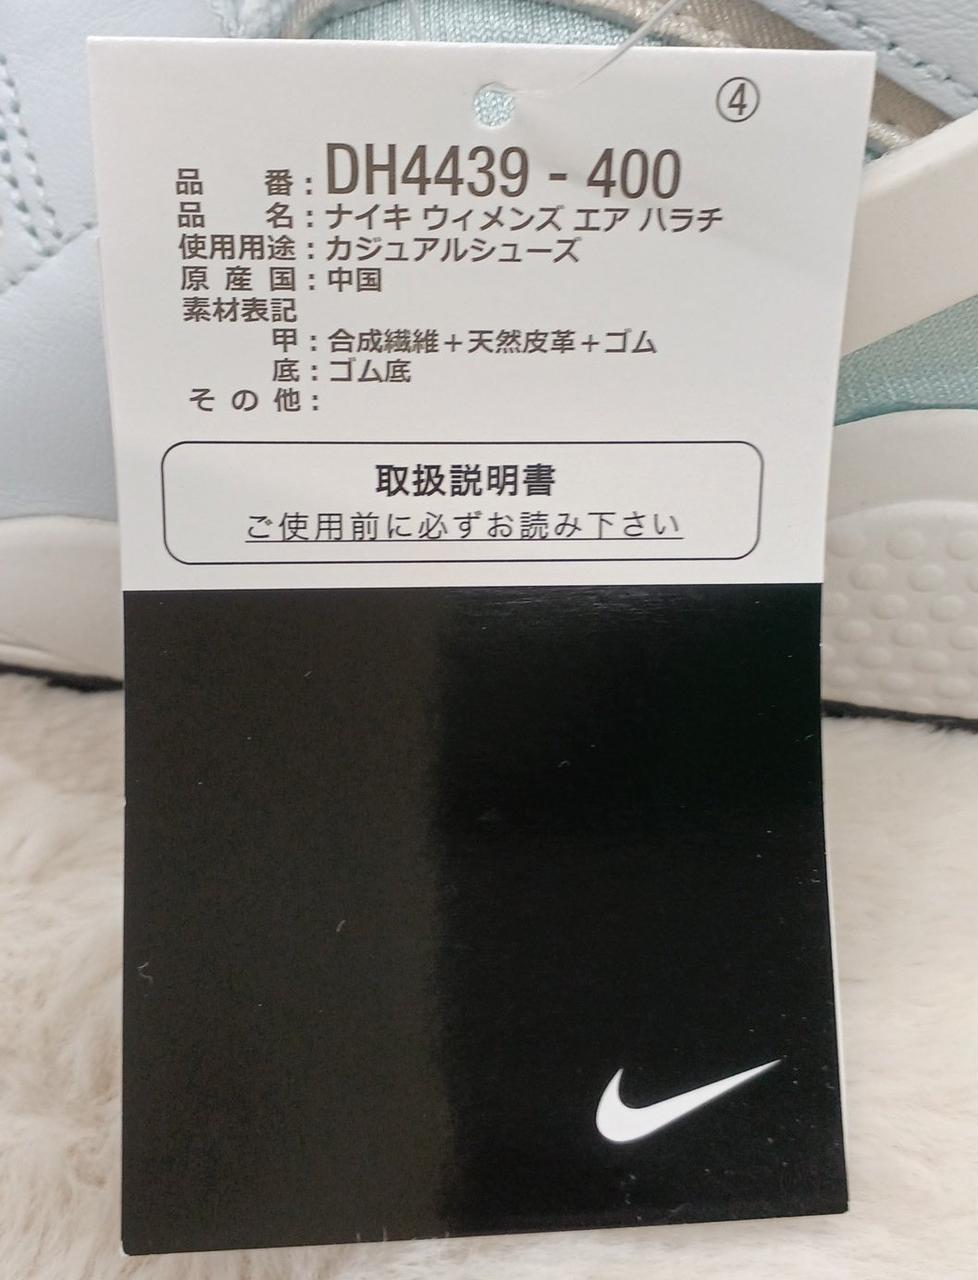 ④
品番：DH4439 - 400
品名：ナイキ ウィメンズ エア ハラチ
使用用途：カジュアルシューズ
原産国：中国
素材表記
甲：合成繊維＋天然皮革＋ゴム
底：ゴム底
その他：
取扱説明書
ご使用前に必ずお読み下さい